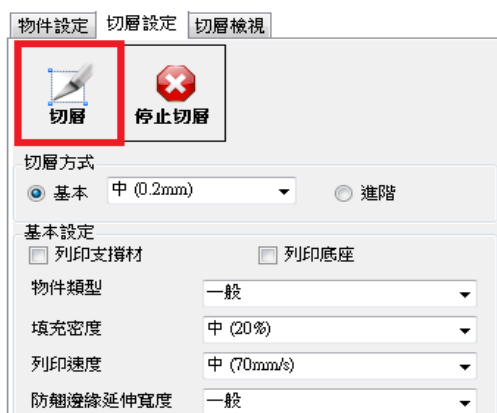 物件設定 切層設定 切層檢視
切層 停止切層
切層方式
基本 中 (0.2mm) 進階
基本設定
列印支撐材 列印底座
物件類型 一般
填充密度 中 (20%)
列印速度 中 (70mm/s)
防翹邊緣延伸寬度 一般